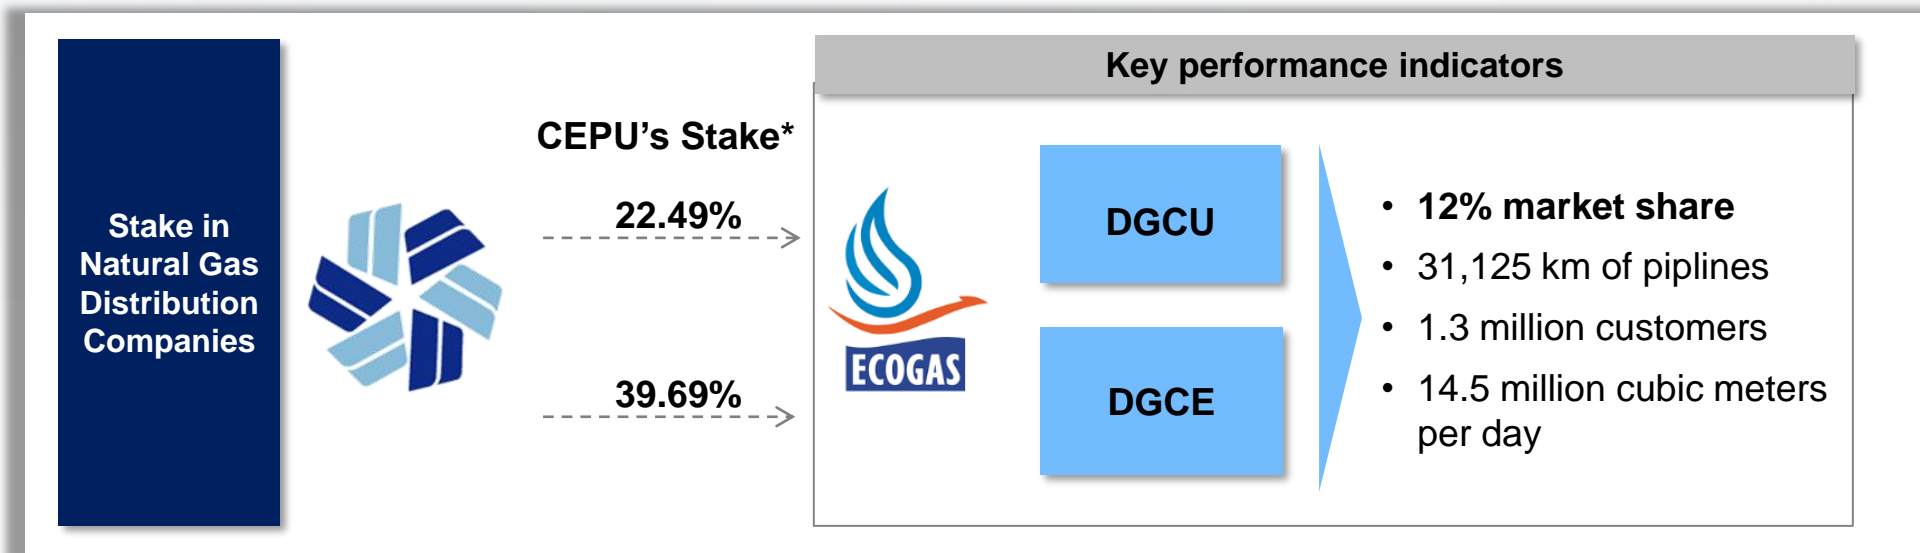 Key performance indicators
CEPU’s Stake*
Stake in
Natural Gas
Distribution
Companies
22.49%
39.69%
ECOGAS
DGCU
DGCE
• 12% market share
• 31,125 km of piplines
• 1.3 million customers
• 14.5 million cubic meters
per day